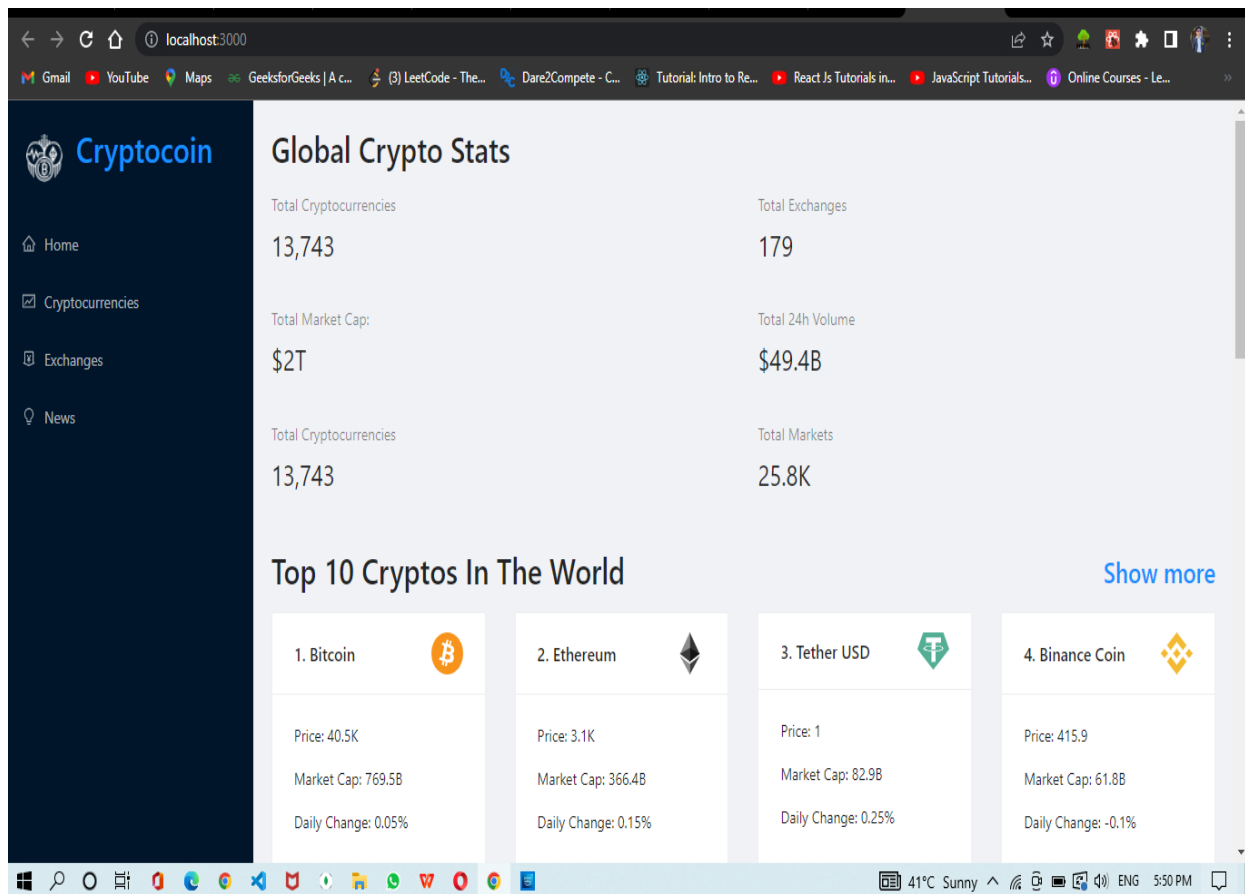 localhost:3000
Gmail YouTube Maps GeeksforGeeks | A c... (3) LeetCode - The... Dare2Compete - C... Tutorial: Intro to Re... React Js Tutorials in... JavaScript Tutorials... Online Courses - Le... »
Cryptocoin
Home
Cryptocurrencies
Exchanges
News
Global Crypto Stats
Total Cryptocurrencies Total Exchanges
13,743 179
Total Market Cap: Total 24h Volume
$2T $49.4B
Total Cryptocurrencies Total Markets
13,743 25.8K
Top 10 Cryptos In The World Show more
1. Bitcoin 2. Ethereum 3. Tether USD 4. Binance Coin
Price: 40.5K Price: 3.1K Price: 1 Price: 415.9
Market Cap: 769.5B Market Cap: 366.4B Market Cap: 82.9B Market Cap: 61.8B
Daily Change: 0.05% Daily Change: 0.15% Daily Change: 0.25% Daily Change: -0.1%
41°C Sunny ENG 5:50 PM